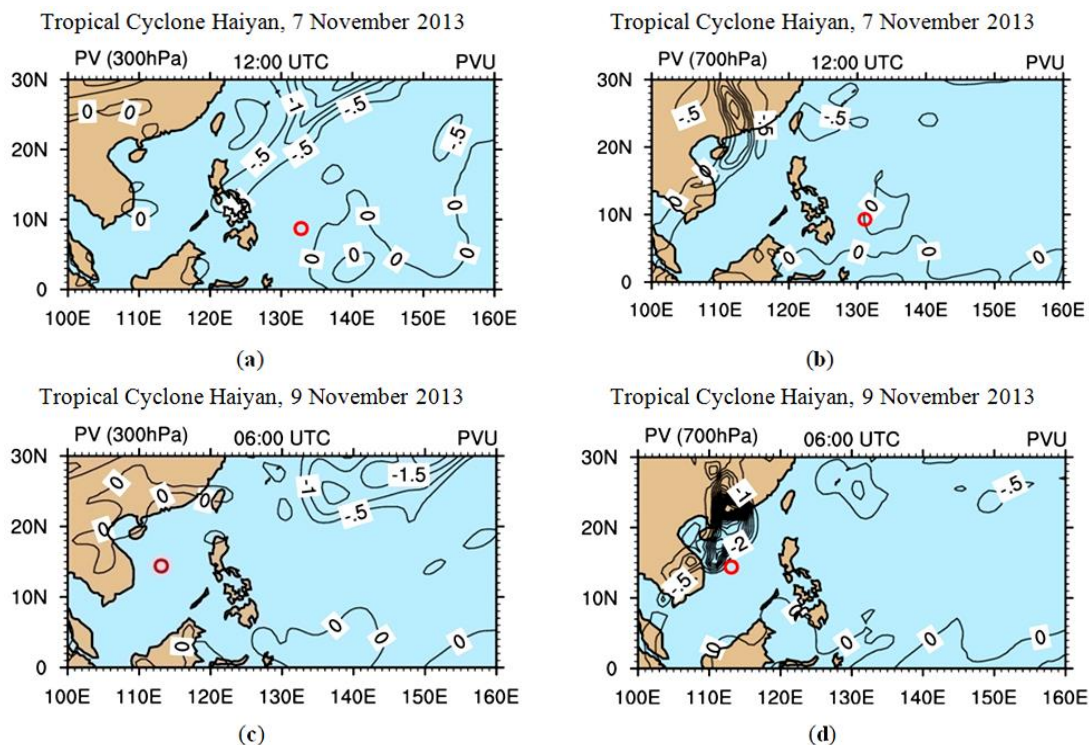 Tropical Cyclone Haiyan, 7 November 2013
PV (300hPa) 12:00 UTC PVU
30N
0 0 -1 -.5
-.5
20N -.5 -.5
10N 0 0 0
0 0 0 0
0
100E 110E 120E 130E 140E 150E 160E
(a)
Tropical Cyclone Haiyan, 7 November 2013
PV (700hPa) 12:00 UTC PVU
30N
-.5 -.5 -.5
20N
0
10N 0 0
0 0 0 0
0
100E 110E 120E 130E 140E 150E 160E
(b)
Tropical Cyclone Haiyan, 9 November 2013
PV (300hPa) 06:00 UTC PVU
30N
0 0 0 -1 -1.5
-.5
20N
0
10N
0 0 0 0
0
100E 110E 120E 130E 140E 150E 160E
(c)
Tropical Cyclone Haiyan, 9 November 2013
PV (700hPa) 06:00 UTC PVU
30N
-1 -.5
20N
-2
-.5
10N 0
0 0 0 0
0
100E 110E 120E 130E 140E 150E 160E
(d)